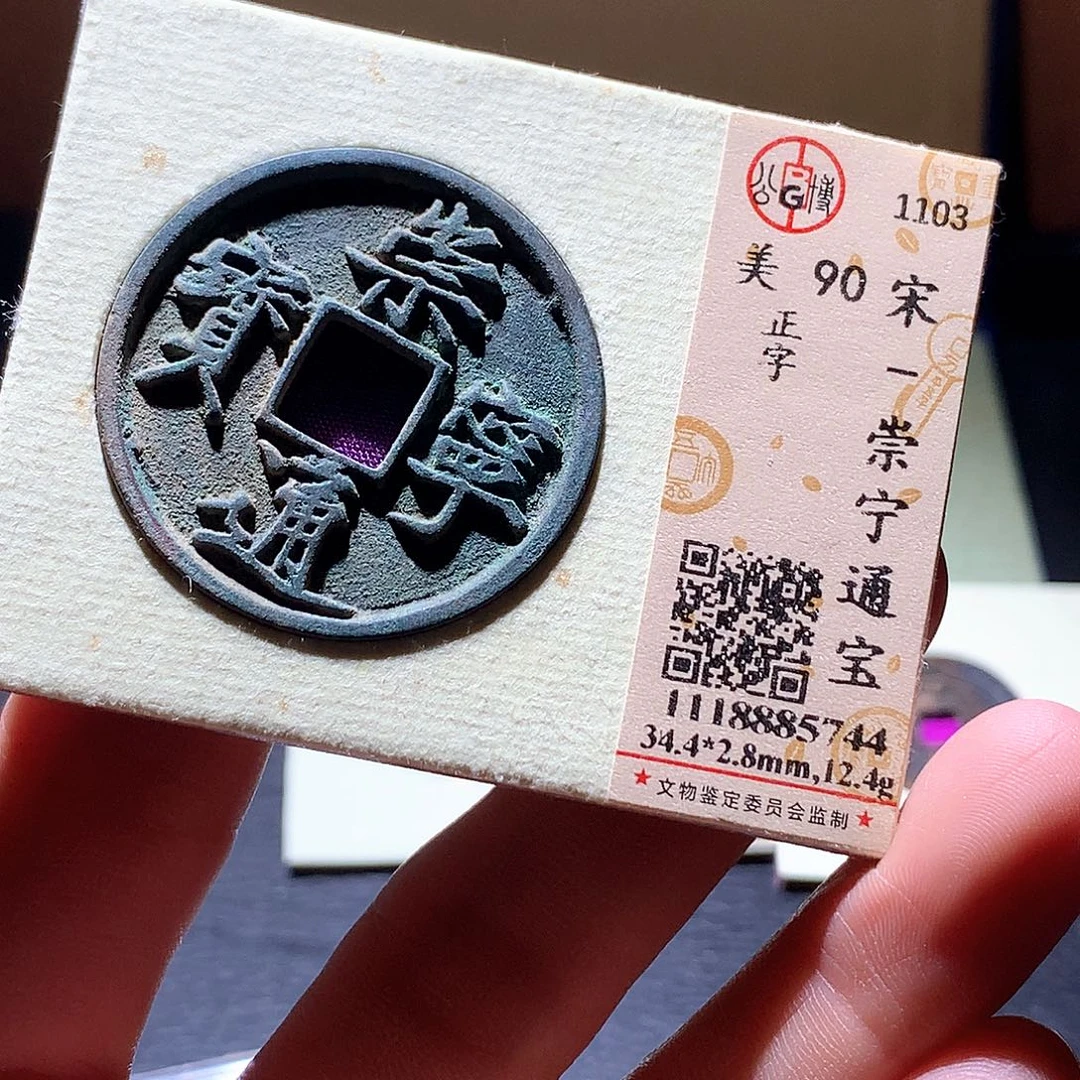 崇寧通寶
公G博
1103
美 90
正字
宋-崇宁通宝
1118885744
34.4*2.8mm,12.4g
★文物鉴定委员会监制★